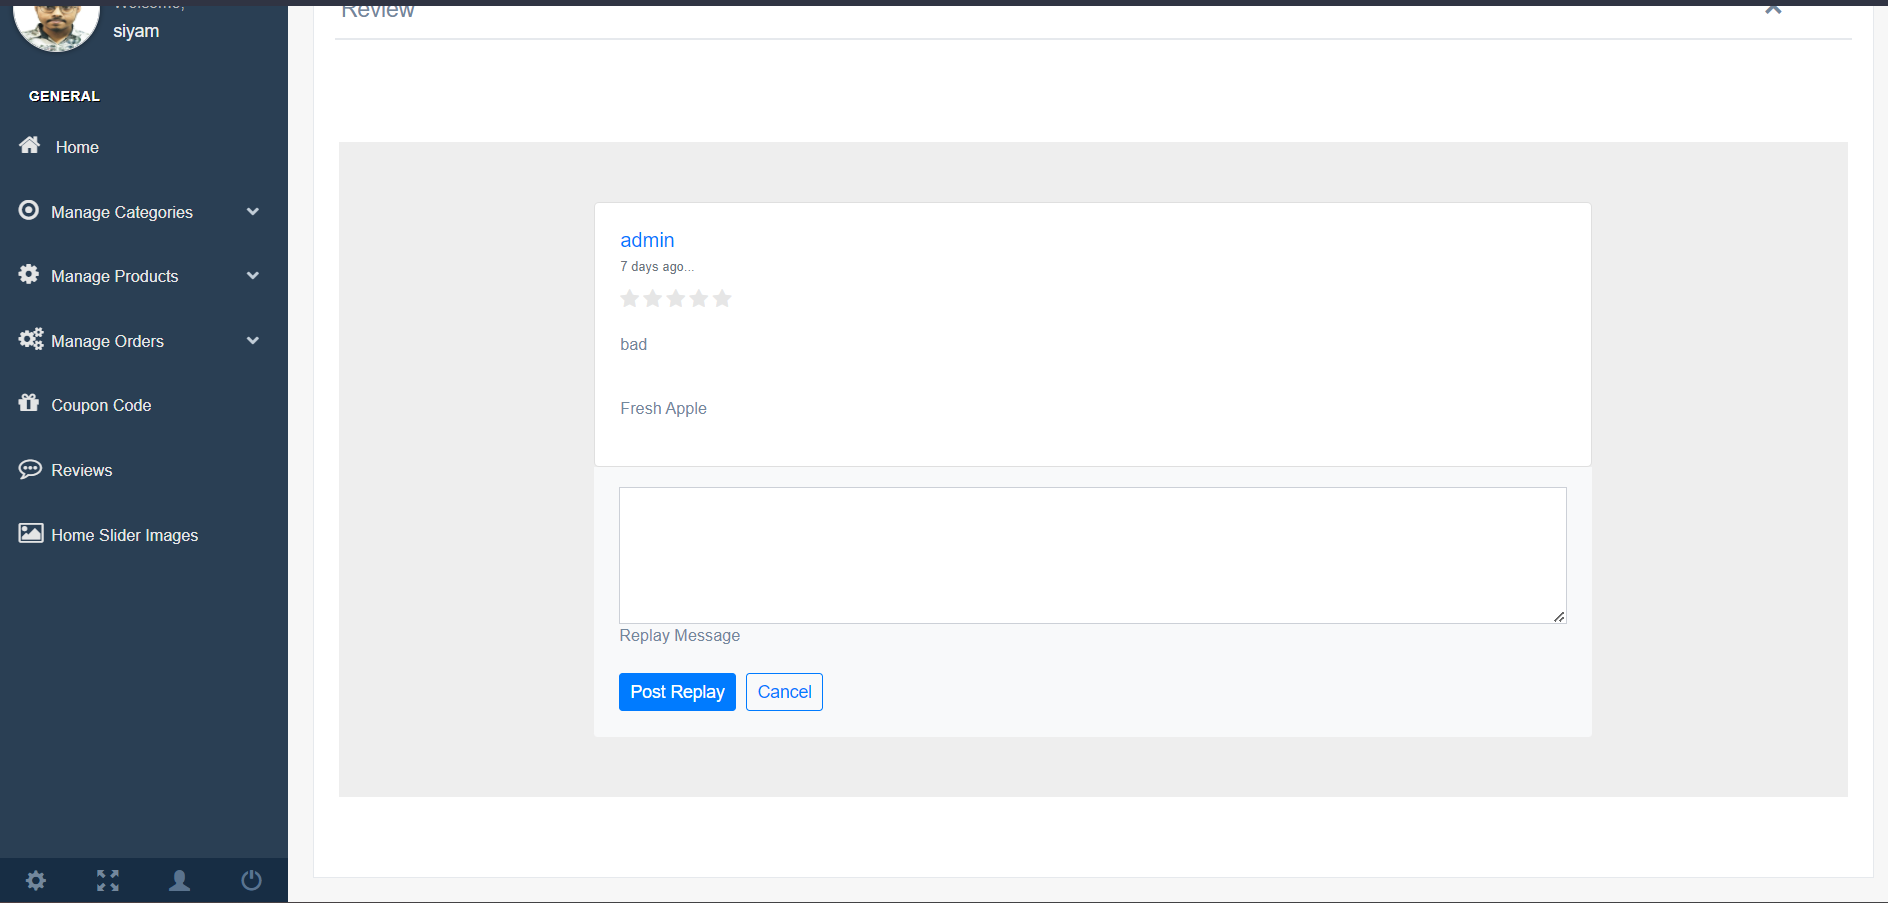 Welcome,
siyam
GENERAL
Home
Manage Categories
Manage Products
Manage Orders
Coupon Code
Reviews
Home Slider Images
Review
admin
7 days ago...
bad
Fresh Apple
Replay Message
Post Replay
Cancel